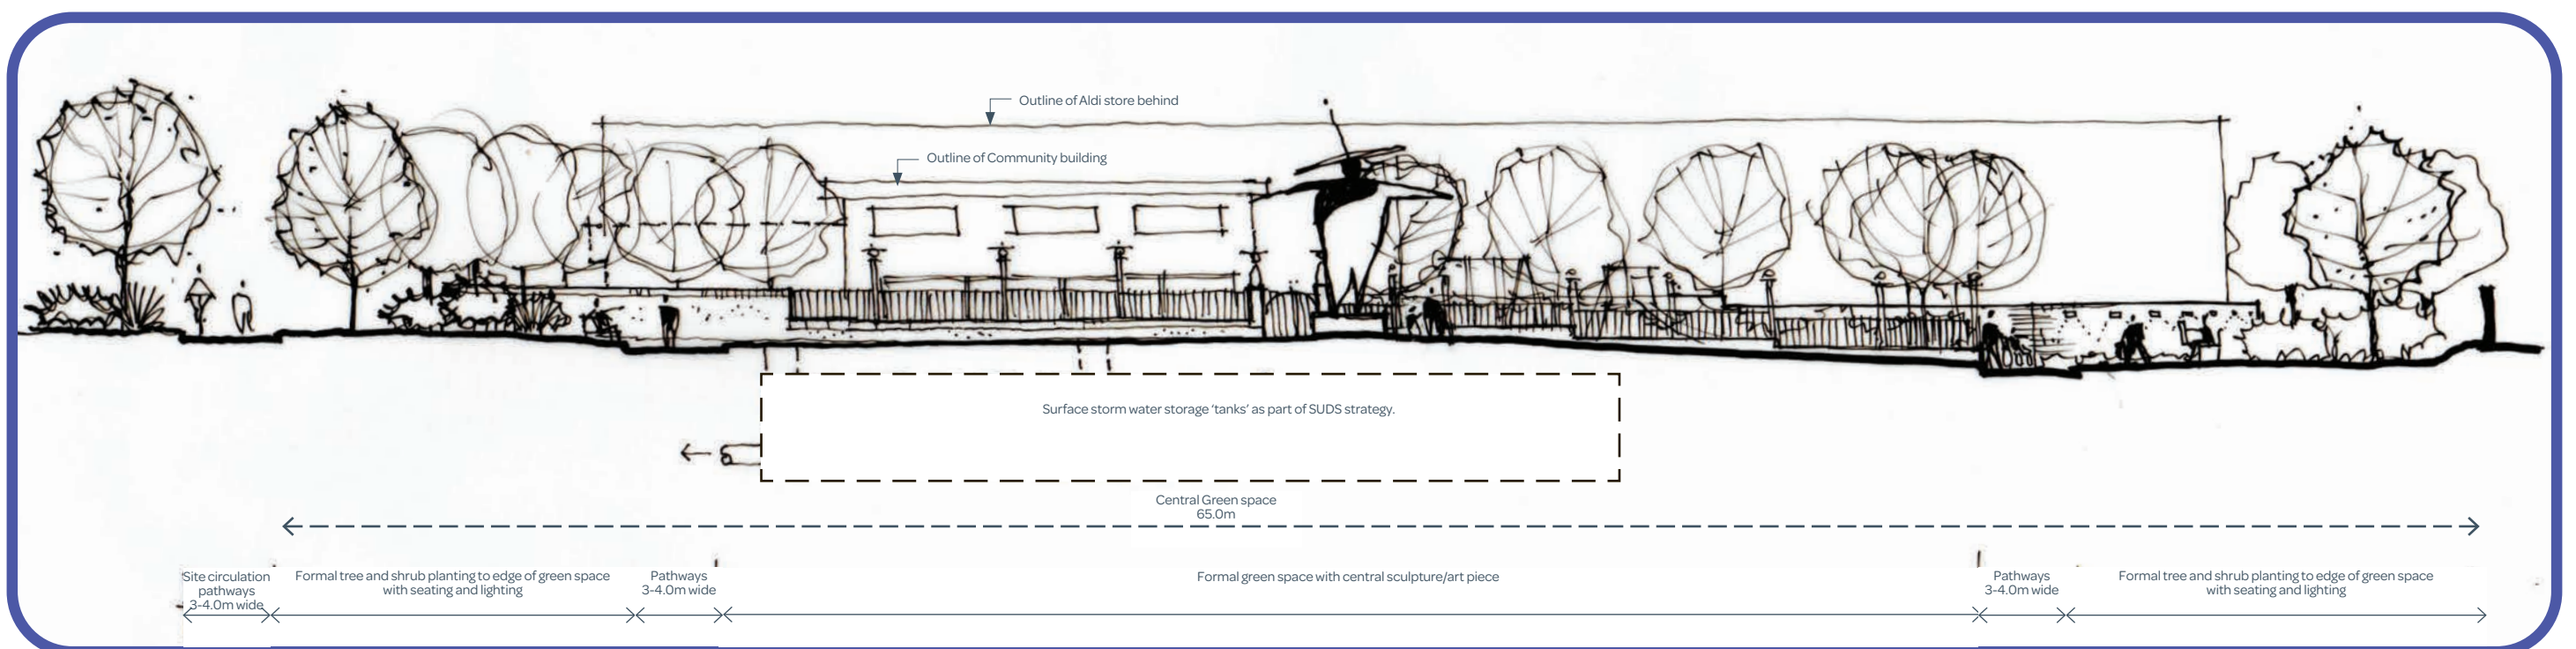 Outline of Aldi store behind
Outline of Community building
Surface storm water storage ‘tanks’ as part of SUDS strategy.
Central Green space
65.0m
Site circulation
pathways
3-4.0m wide
Formal tree and shrub planting to edge of green space
with seating and lighting
Pathways
3-4.0m wide
Formal green space with central sculpture/art piece
Pathways
3-4.0m wide
Formal tree and shrub planting to edge of green space
with seating and lighting